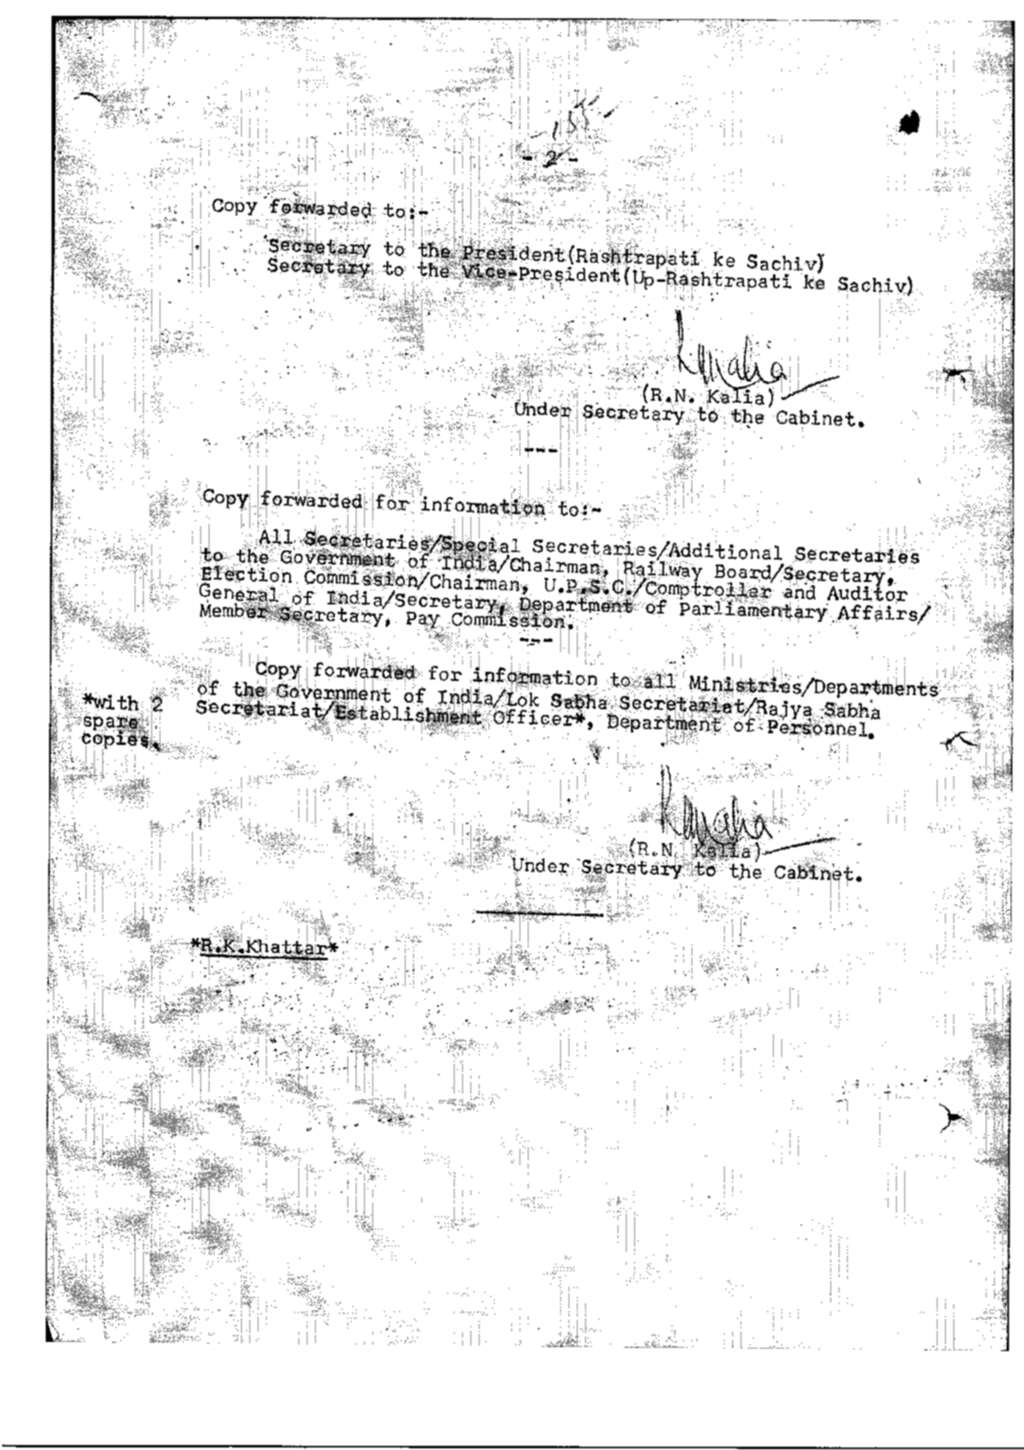 -155-
- 2 -
Copy forwarded to:-
Secretary to the President(Rashtrapati ke Sachiv)
Secretary to the Vice-President(Up-Rashtrapati ke Sachiv)
(R.N. Kalia)
Under Secretary to the Cabinet.
---
Copy forwarded for information to:-
All Secretaries/Special Secretaries/Additional Secretaries
to the Government of India/Chairman, Railway Board/Secretary,
Election Commission/Chairman, U.P.S.C./Comptroller and Auditor
General of India/Secretary, Department of Parliamentary Affairs/
Member Secretary, Pay Commission.
---
Copy forwarded for information to all Ministries/Departments
of the Government of India/Lok Sabha Secretariat/Rajya Sabha
Secretariat/Establishment Officer*, Department of Personnel.
*with 2
spare
copies.
(R.N. Kalia)
Under Secretary to the Cabinet.
*R.K.Khattar*